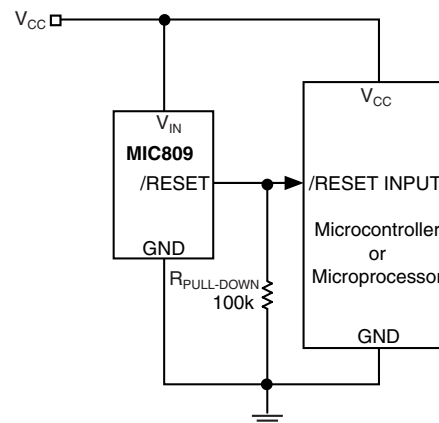 VCC
VIN
VCC
MIC809
/RESET
/RESET INPUT
Microcontroller
or
Microprocessor
GND
RPULL-DOWN
100k
GND